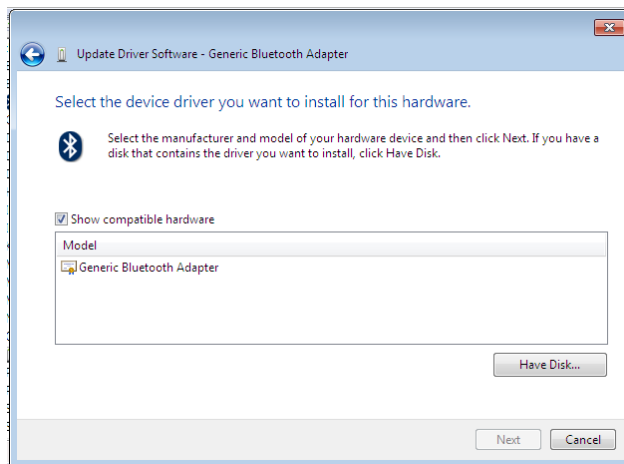 Update Driver Software - Generic Bluetooth Adapter
Select the device driver you want to install for this hardware.
Select the manufacturer and model of your hardware device and then click Next. If you have a
disk that contains the driver you want to install, click Have Disk.
Show compatible hardware
Model
Generic Bluetooth Adapter
Have Disk...
Next
Cancel